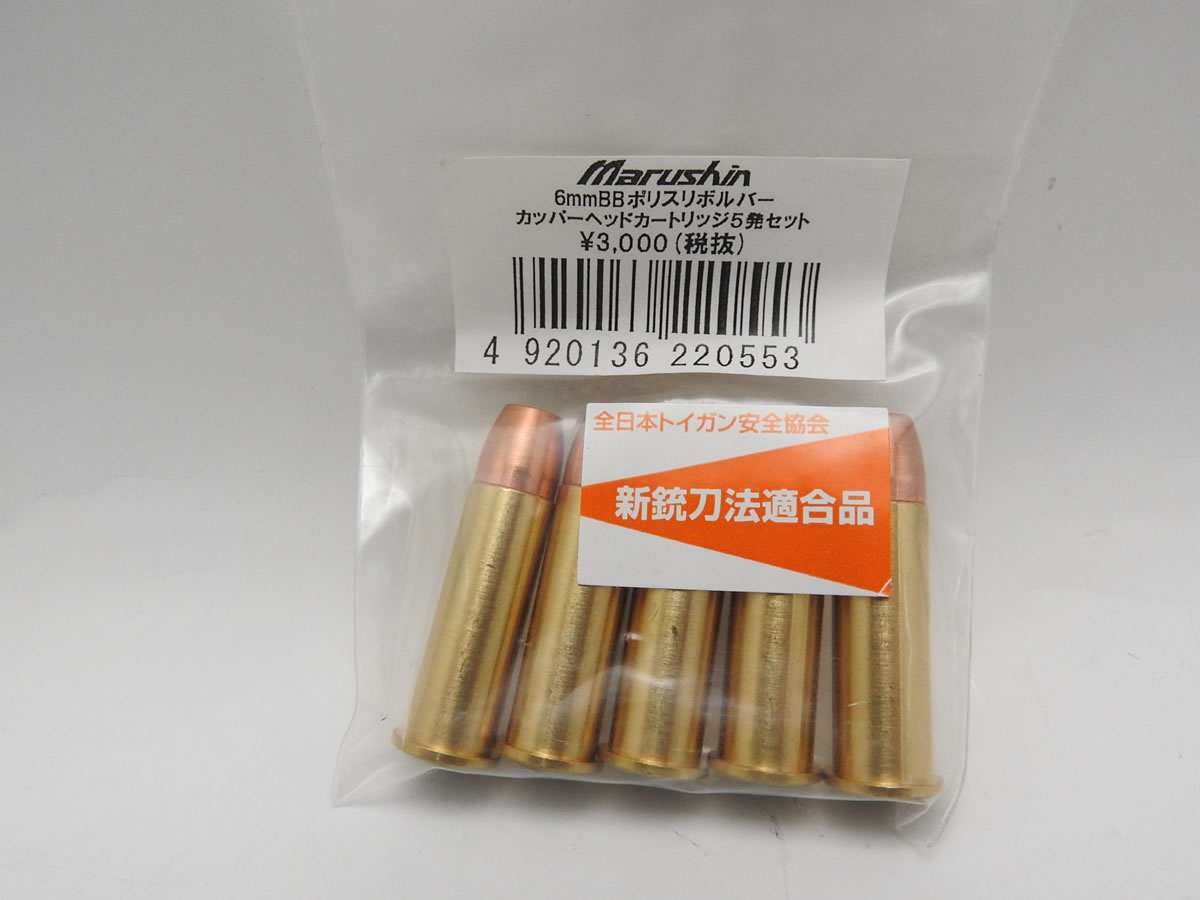 Marushin
6mmBBポリスリボルバー
カッパーヘッドカートリッジ5発セット
¥3,000(税抜)
4 920136 220553
全日本トイガン安全協会
新銃刀法適合品